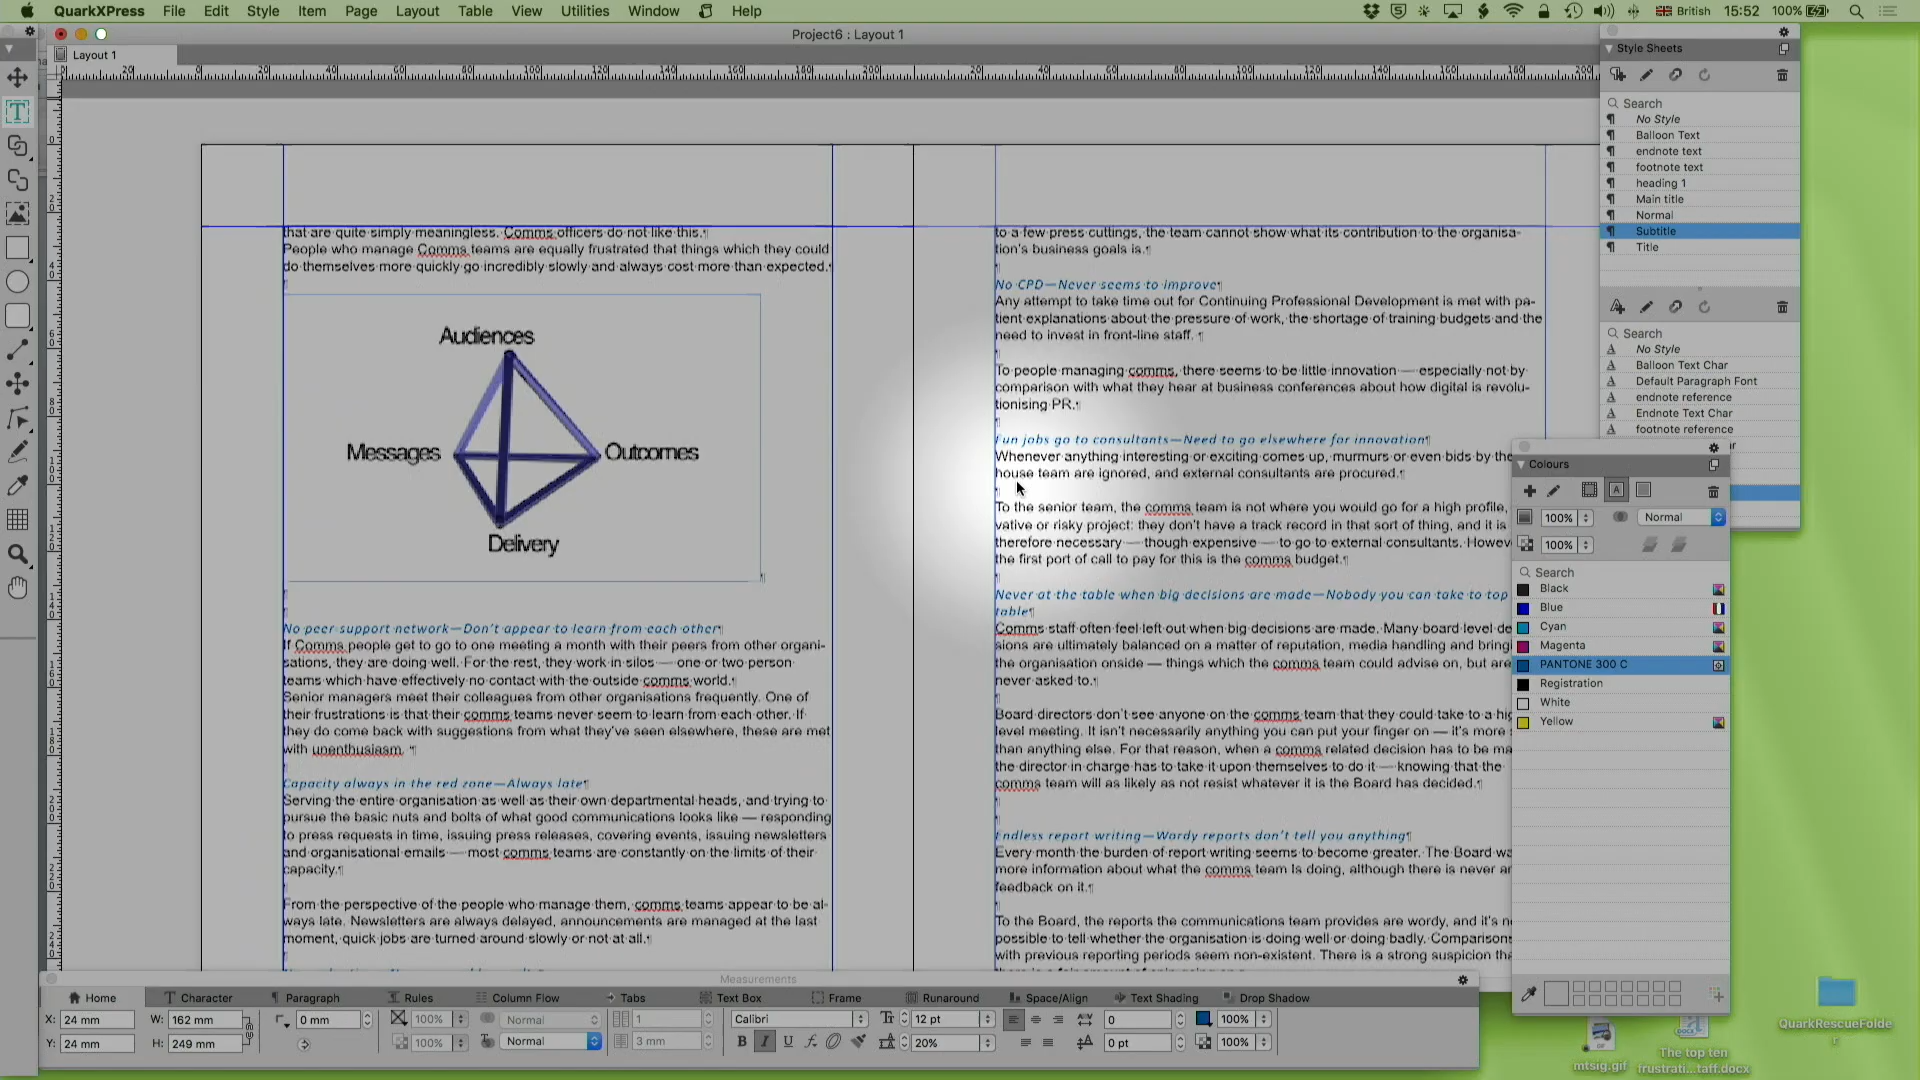 QuarkXPress File Edit Style Item Page Layout Table View Utilities Window Help British 15:52 100%
Project6 : Layout 1
Layout 1
that are quite simply meaningless. Comms officers do not like this.¶
People who manage Comms teams are equally frustrated that things which they could
do themselves more quickly go incredibly slowly and always cost more than expected.
Audiences
Messages
Outcomes
Delivery
No peer support network—Don't appear to learn from each other¶
If Comms people get to go to one meeting a month with their peers from other organi-
sations, they are doing well. For the rest, they work in silos — one or two person
teams which have effectively no contact with the outside comms world.¶
Senior managers meet their colleagues from other organisations frequently. One of
their frustrations is that their comms teams never seem to learn from each other. If
they do come back with suggestions from what they've seen elsewhere, these are met
with unenthusiasm. ¶
Capacity always in the red zone—Always late¶
Serving the entire organisation as well as their own departmental heads, and trying to
pursue the basic nuts and bolts of what good communications looks like — responding
to press requests in time, issuing press releases, covering events, issuing newsletters
and organisational emails — most comms teams are constantly on the limits of their
capacity.¶
From the perspective of the people who manage them, comms teams appear to be al-
ways late. Newsletters are always delayed, announcements are managed at the last
moment, quick jobs are turned around slowly or not at all.¶
to a few press cuttings, the team cannot show what its contribution to the organisa-
tion's business goals is.¶
No CPD—Never seems to improve¶
Any attempt to take time out for Continuing Professional Development is met with pa-
tient explanations about the pressure of work, the shortage of training budgets and the
need to invest in front-line staff. ¶
To people managing comms, there seems to be little innovation — especially not by
comparison with what they hear at business conferences about how digital is revolu-
tionising PR.¶
Fun jobs go to consultants—Need to go elsewhere for innovation¶
Whenever anything interesting or exciting comes up, murmurs or even bids by the
house team are ignored, and external consultants are procured.¶
To the senior team, the comms team is not where you would go for a high profile,
vative or risky project: they don't have a track record in that sort of thing, and it is
therefore necessary — though expensive — to go to external consultants. Howev
the first port of call to pay for this is the comms budget.¶
Never at the table when big decisions are made—Nobody you can take to top
table¶
Comms staff often feel left out when big decisions are made. Many board level de
sions are ultimately balanced on a matter of reputation, media handling and bringi
the organisation onside — things which the comms team could advise on, but are
never asked to.¶
Board directors don't see anyone on the comms team that they could take to a hig
level meeting. It isn't necessarily anything you can put your finger on — it's more
than anything else. For that reason, when a comms related decision has to be ma
the director in charge has to take it upon themselves to do it — knowing that the
comms team will as likely as not resist whatever it is the Board has decided.¶
Endless report writing—Wordy reports don't tell you anything¶
Every month the burden of report writing seems to become greater. The Board wa
more information about what the comms team is doing, although there is never an
feedback on it.¶
To the Board, the reports the communications team provides are wordy, and it's n
possible to tell whether the organisation is doing well or doing badly. Comparisons
with previous reporting periods seem non-existent. There is a strong suspicion tha
Style Sheets
Search
No Style
Balloon Text
endnote text
footnote text
heading 1
Main title
Normal
Subtitle
Title
Search
No Style
Balloon Text Char
Default Paragraph Font
endnote reference
Endnote Text Char
footnote reference
Colours
100% Normal
100%
Search
Black
Blue
Cyan
Magenta
PANTONE 300 C
Registration
White
Yellow
Measurements
Home Character Paragraph Rules Column Flow Tabs Text Box Frame Runaround Space/Align Text Shading Drop Shadow
X: 24 mm W: 162 mm 0 mm 100% Normal 1 Calibri 12 pt 0 100%
Y: 24 mm H: 249 mm 100% Normal 3 mm B I U 20% 0 pt 100%
QuarkRescueFolde
r
mtsig.gif
The top ten
frustrati...taff.docx